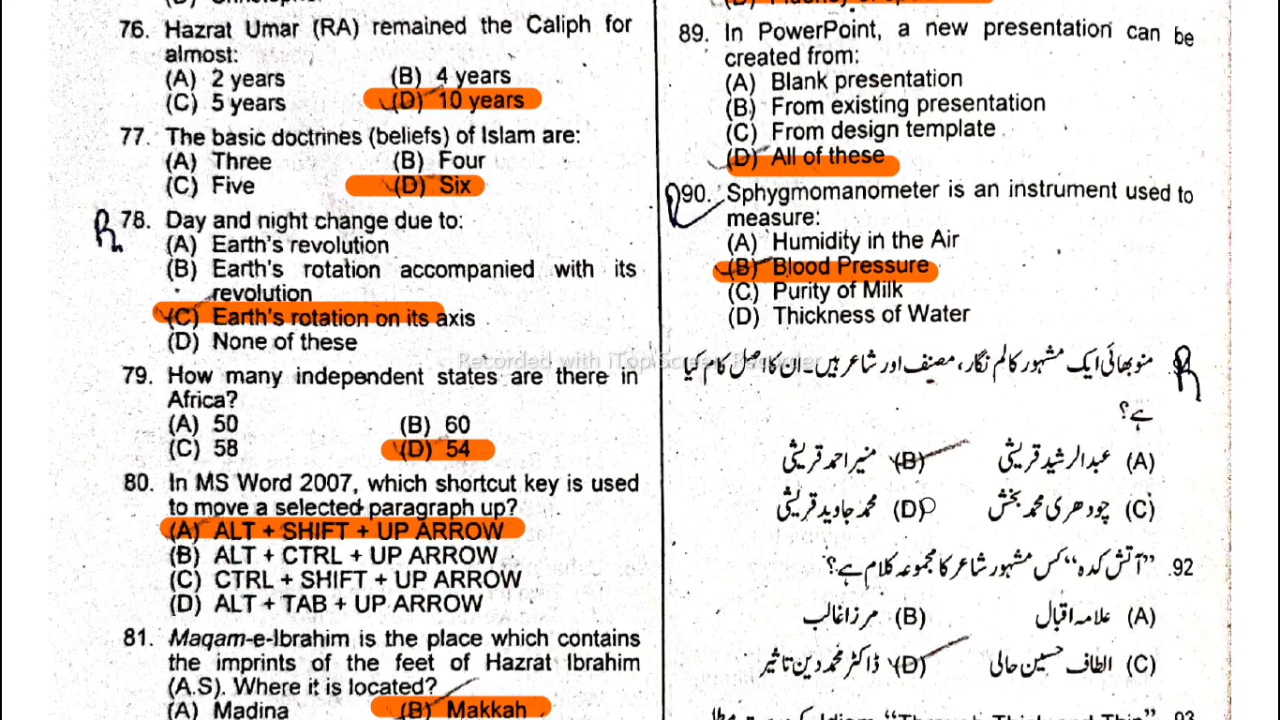 76. Hazrat Umar (RA) remained the Caliph for
almost:
(A) 2 years (B) 4 years
(C) 5 years (D) 10 years
77. The basic doctrines (beliefs) of Islam are:
(A) Three (B) Four
(C) Five (D) Six
78. Day and night change due to:
(A) Earth's revolution
(B) Earth's rotation accompanied with its
revolution
(C) Earth's rotation on its axis
(D) None of these
79. How many independent states are there in
Africa?
(A) 50 (B) 60
(C) 58 (D) 54
80. In MS Word 2007, which shortcut key is used
to move a selected paragraph up?
(A) ALT + SHIFT + UP ARROW
(B) ALT + CTRL + UP ARROW
(C) CTRL + SHIFT + UP ARROW
(D) ALT + TAB + UP ARROW
81. Maqam-e-Ibrahim is the place which contains
the imprints of the feet of Hazrat Ibrahim
(A.S). Where it is located?
(A) Madina (B) Makkah
89. In PowerPoint, a new presentation can be
created from:
(A) Blank presentation
(B) From existing presentation
(C) From design template
(D) All of these
90. Sphygmomanometer is an instrument used to
measure:
(A) Humidity in the Air
(B) Blood Pressure
(C) Purity of Milk
(D) Thickness of Water
Recorded with iTop Screen Recorder
منو بھائی ایک مشہور کالم نگار، مصنف اور شاعر ہیں۔ ان کا اصل نام کیا
ہے؟
(A) عبدالرشید قریشی (B) منیر احمد قریشی
(C) چودھری محمد بخش (D) محمد جاوید قریشی
92. "آتش کدہ" کس مشہور شاعر کا مجموعہ کلام ہے؟
(A) علامہ اقبال (B) مرزا غالب
(C) الطاف حسین حالی (D) ڈاکٹر محمد دین تاثیر